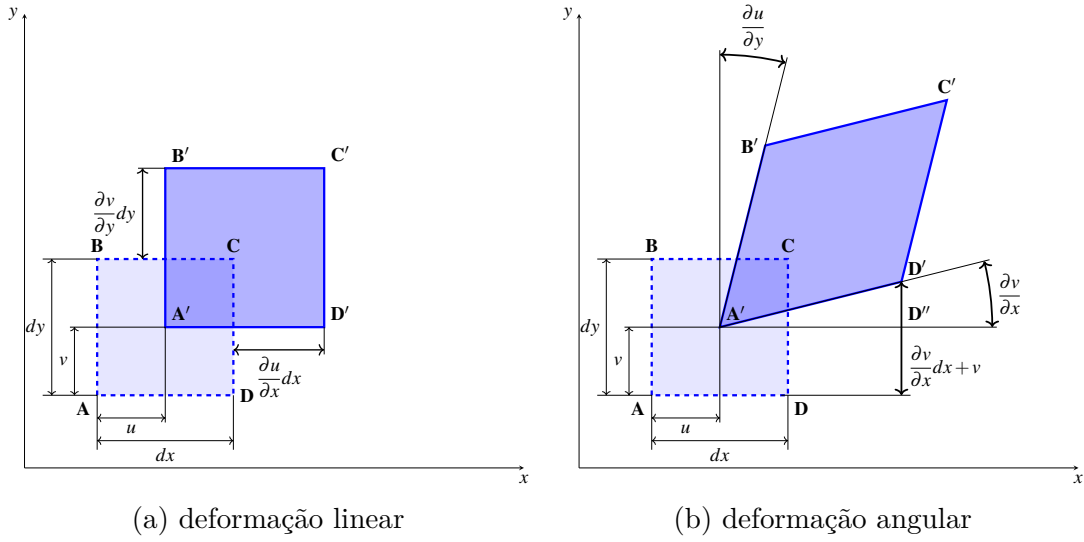 y
B′
C′
∂v/∂y dy
B
C
dy
A′
D′
v
∂u/∂x dx
A
D
u
dx
x
(a) deformação linear
y
∂u/∂y
C′
B′
B
C
D′
∂v/∂x
dy
A′
D′′
v
∂v/∂x dx + v
A
D
u
dx
x
(b) deformação angular